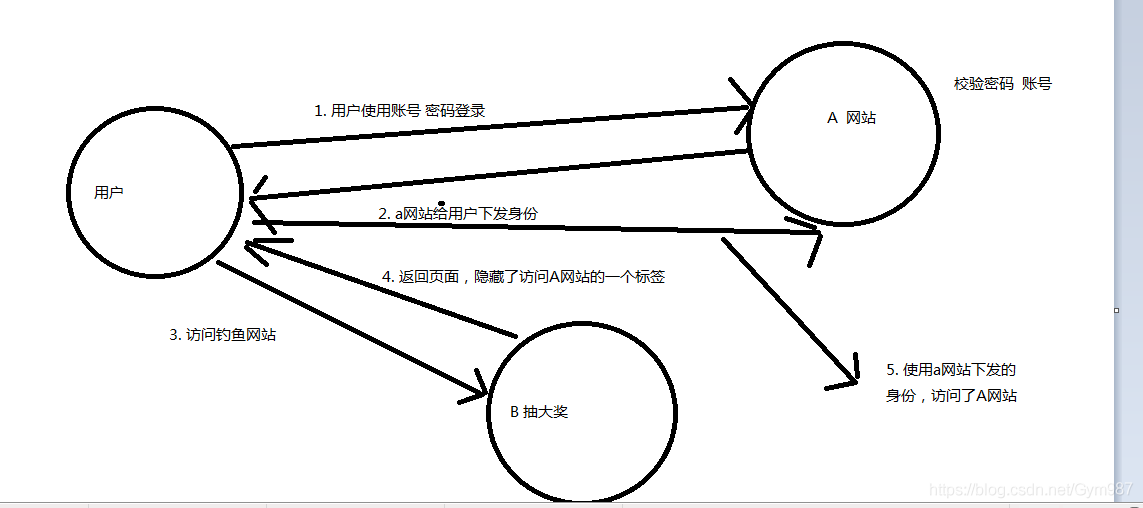 校验密码 账号
1. 用户使用账号 密码登录
A 网站
用户
2. a网站给用户下发身份
4. 返回页面，隐藏了访问A网站的一个标签
3. 访问钓鱼网站
5. 使用a网站下发的
身份，访问了A网站
B 抽大奖
https://blog.csdn.net/Gym987